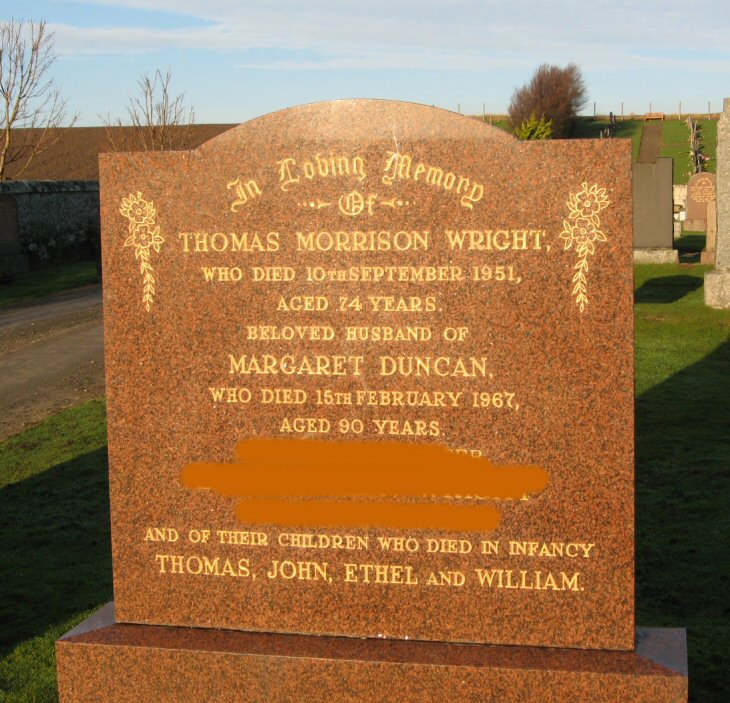 In Loving Memory
Of
THOMAS MORRISON WRIGHT,
WHO DIED 10TH SEPTEMBER 1951,
AGED 74 YEARS.
BELOVED HUSBAND OF
MARGARET DUNCAN,
WHO DIED 15TH FEBRUARY 1967,
AGED 90 YEARS.
AND OF THEIR CHILDREN WHO DIED IN INFANCY
THOMAS, JOHN, ETHEL AND WILLIAM.